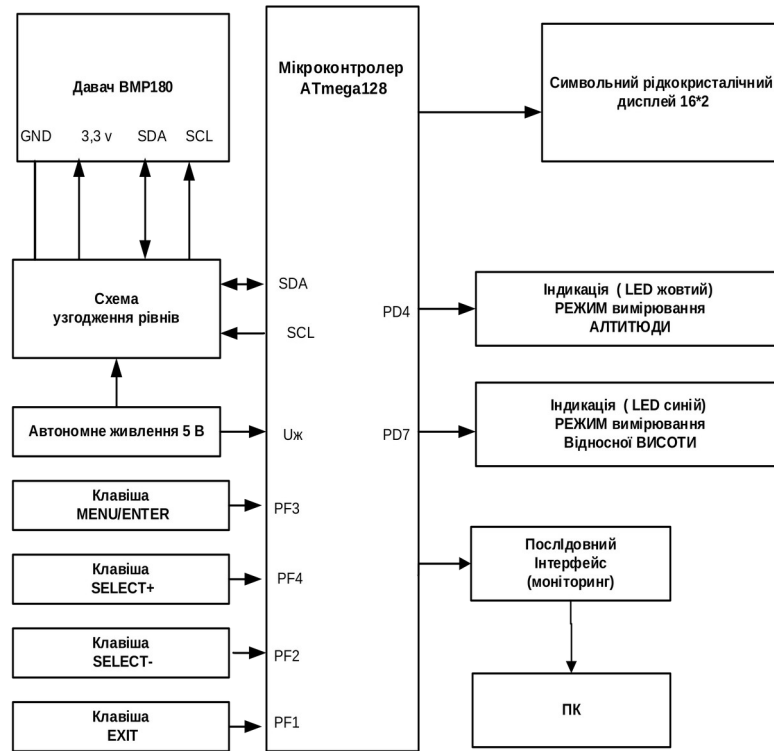 Давач BMP180
GND 3,3 v SDA SCL
Схема
узгодження рівнів
Автономне живлення 5 В
Клавіша
MENU/ENTER
Клавіша
SELECT+
Клавіша
SELECT-
Клавіша
EXIT
Мікроконтролер
ATmega128
SDA
SCL
Uж
PF3
PF4
PF2
PF1
PD4
PD7
Символьний рідкокристалічний
дисплей 16*2
Індикація ( LED жовтий)
РЕЖИМ вимірювання
АЛТИТЮДИ
Індикація ( LED синій)
РЕЖИМ вимірювання
Відносної ВИСОТИ
ПослІдовний
Інтерфейс
(моніторинг)
ПК